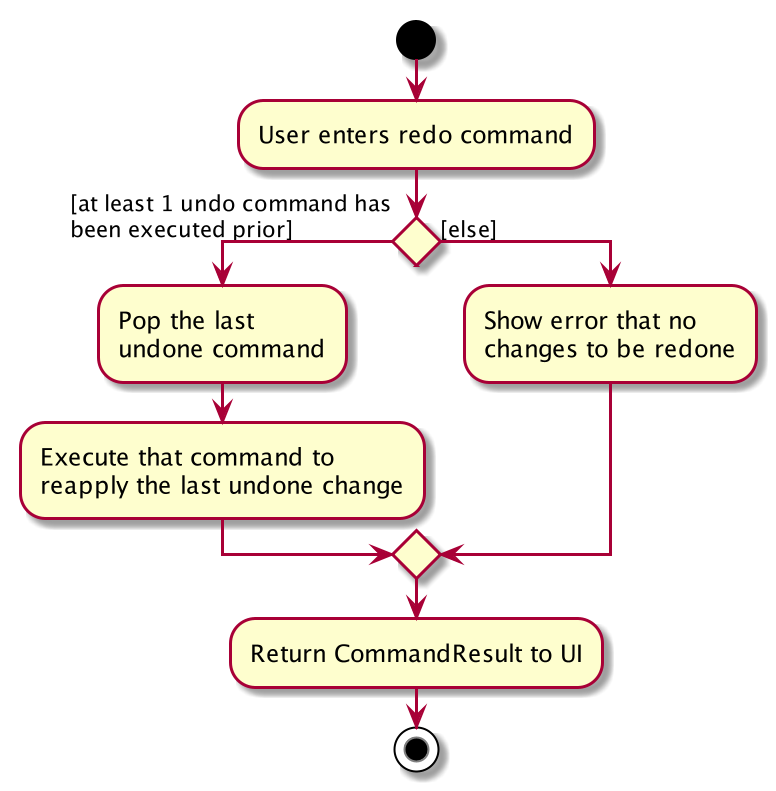 User enters redo command
[at least 1 undo command has
been executed prior]
[else]
Pop the last
undone command
Show error that no
changes to be redone
Execute that command to
reapply the last undone change
Return CommandResult to UI